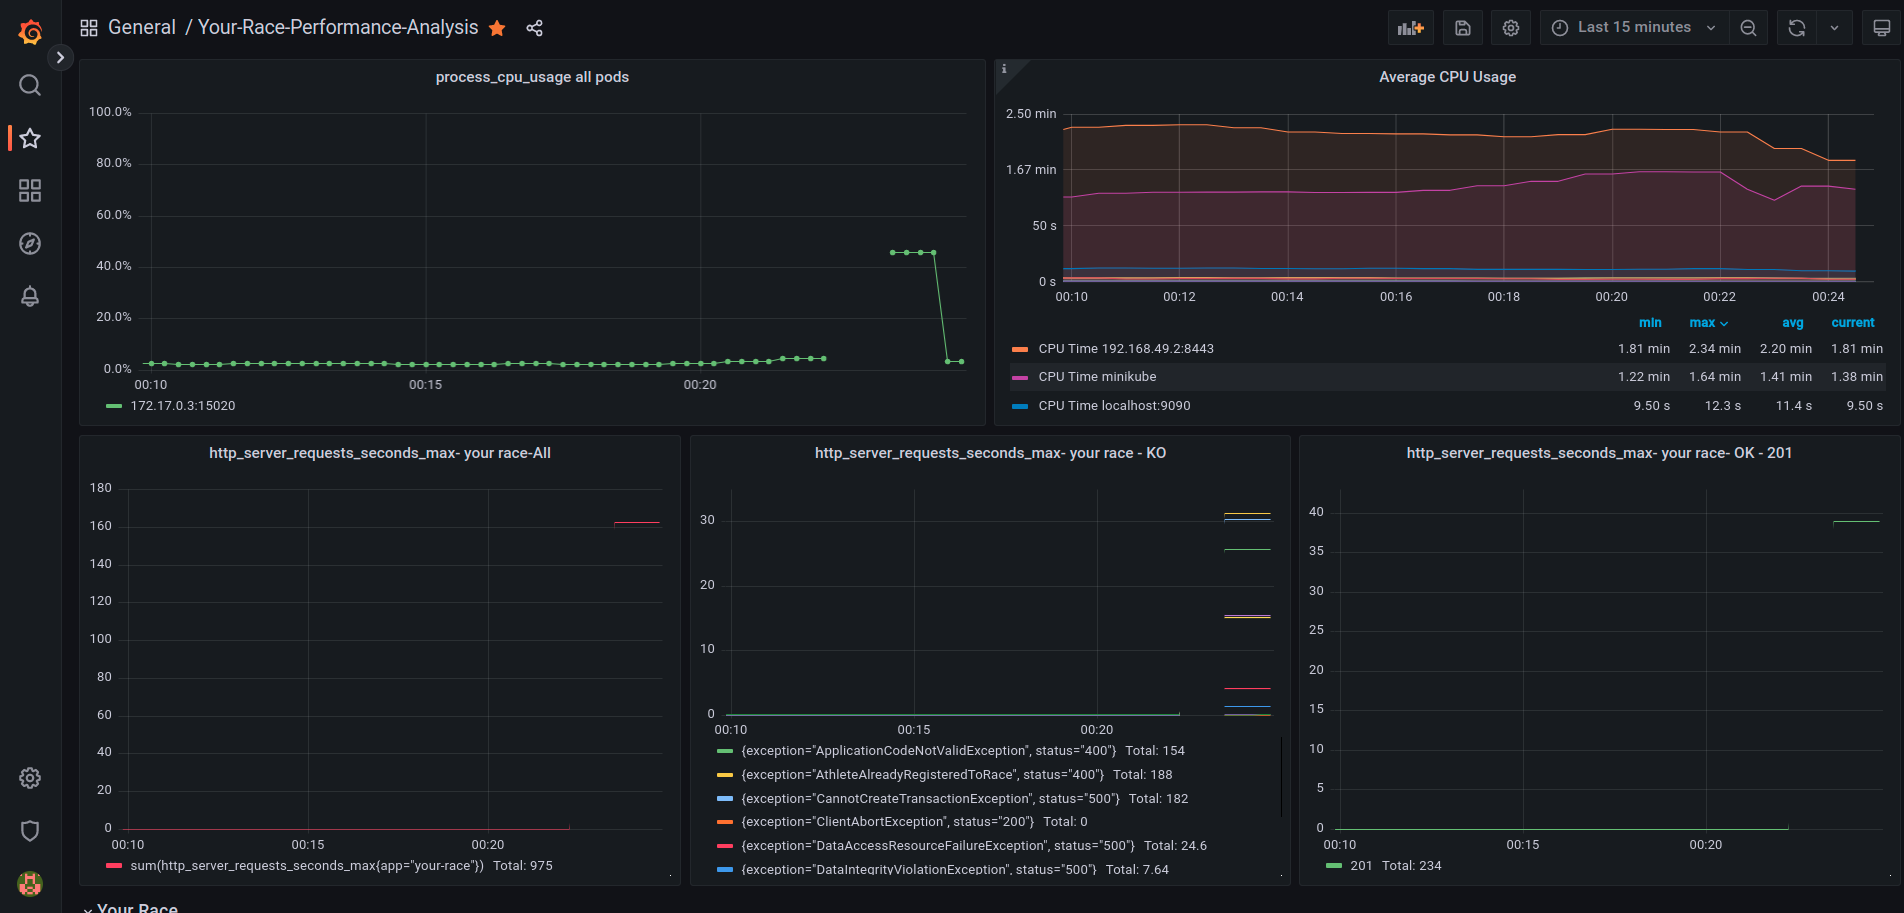 General / Your-Race-Performance-Analysis
Last 15 minutes
process_cpu_usage all pods
100.0%
80.0%
60.0%
40.0%
20.0%
0.0%
00:10 00:15 00:20
172.17.0.3:15020
i
Average CPU Usage
2.50 min
1.67 min
50 s
0 s
00:10 00:12 00:14 00:16 00:18 00:20 00:22 00:24
min max avg current
CPU Time 192.168.49.2:8443 1.81 min 2.34 min 2.20 min 1.81 min
CPU Time minikube 1.22 min 1.64 min 1.41 min 1.38 min
CPU Time localhost:9090 9.50 s 12.3 s 11.4 s 9.50 s
http_server_requests_seconds_max- your race-All
180
160
140
120
100
80
60
40
20
0
00:10 00:15 00:20
sum(http_server_requests_seconds_max{app="your-race"}) Total: 975
http_server_requests_seconds_max- your race - KO
30
20
10
0
00:10 00:15 00:20
{exception="ApplicationCodeNotValidException", status="400"} Total: 154
{exception="AthleteAlreadyRegisteredToRace", status="400"} Total: 188
{exception="CannotCreateTransactionException", status="500"} Total: 182
{exception="ClientAbortException", status="200"} Total: 0
{exception="DataAccessResourceFailureException", status="500"} Total: 24.6
{exception="DataIntegrityViolationException", status="500"} Total: 7.64
http_server_requests_seconds_max- your race- OK - 201
40
35
30
25
20
15
10
5
0
00:10 00:15 00:20
201 Total: 234
Your Race